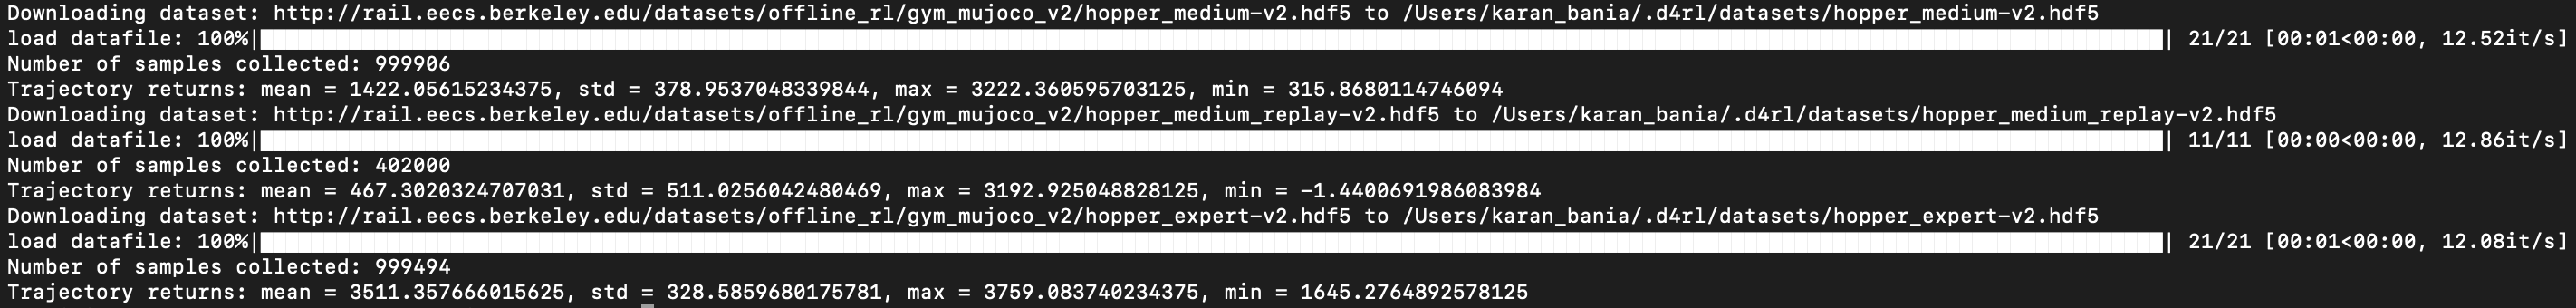 Downloading dataset: http://rail.eecs.berkeley.edu/datasets/offline_rl/gym_mujoco_v2/hopper_medium-v2.hdf5 to /Users/karan_bania/.d4rl/datasets/hopper_medium-v2.hdf5
load datafile: 100%|██████████| 21/21 [00:01<00:00, 12.52it/s]
Number of samples collected: 999906
Trajectory returns: mean = 1422.05615234375, std = 378.9537048339844, max = 3222.360595703125, min = 315.8680114746094
Downloading dataset: http://rail.eecs.berkeley.edu/datasets/offline_rl/gym_mujoco_v2/hopper_medium_replay-v2.hdf5 to /Users/karan_bania/.d4rl/datasets/hopper_medium_replay-v2.hdf5
load datafile: 100%|██████████| 11/11 [00:00<00:00, 12.86it/s]
Number of samples collected: 402000
Trajectory returns: mean = 467.3020324707031, std = 511.0256042480469, max = 3192.925048828125, min = -1.4400691986083984
Downloading dataset: http://rail.eecs.berkeley.edu/datasets/offline_rl/gym_mujoco_v2/hopper_expert-v2.hdf5 to /Users/karan_bania/.d4rl/datasets/hopper_expert-v2.hdf5
load datafile: 100%|██████████| 21/21 [00:01<00:00, 12.08it/s]
Number of samples collected: 999494
Trajectory returns: mean = 3511.357666015625, std = 328.5859680175781, max = 3759.083740234375, min = 1645.2764892578125